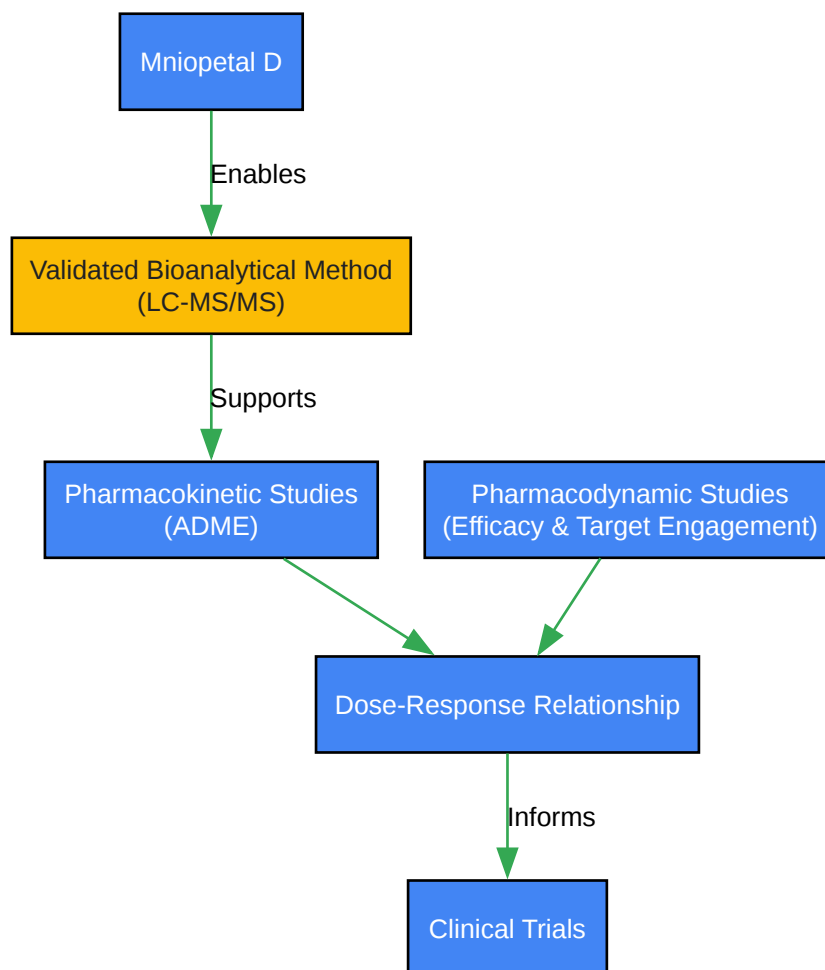 Mniopetal D
Enables
Validated Bioanalytical Method
(LC-MS/MS)
Supports
Pharmacokinetic Studies
(ADME)
Pharmacodynamic Studies
(Efficacy & Target Engagement)
Dose-Response Relationship
Informs
Clinical Trials